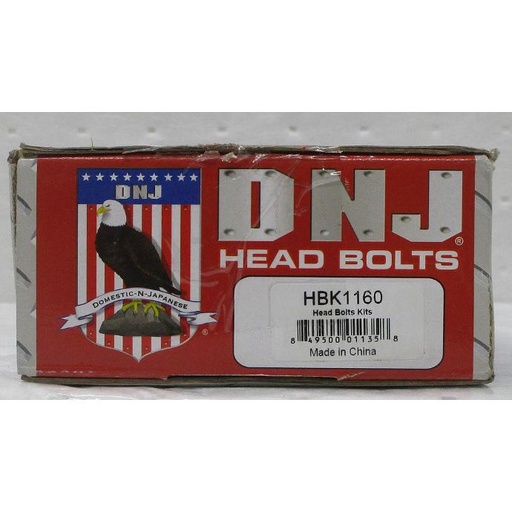 DNJ
DNJ®
HEAD BOLTS
DOMESTIC-N-JAPANESE
®
HBK1160
Head Bolts Kits
8 49500 01135 8
Made in China